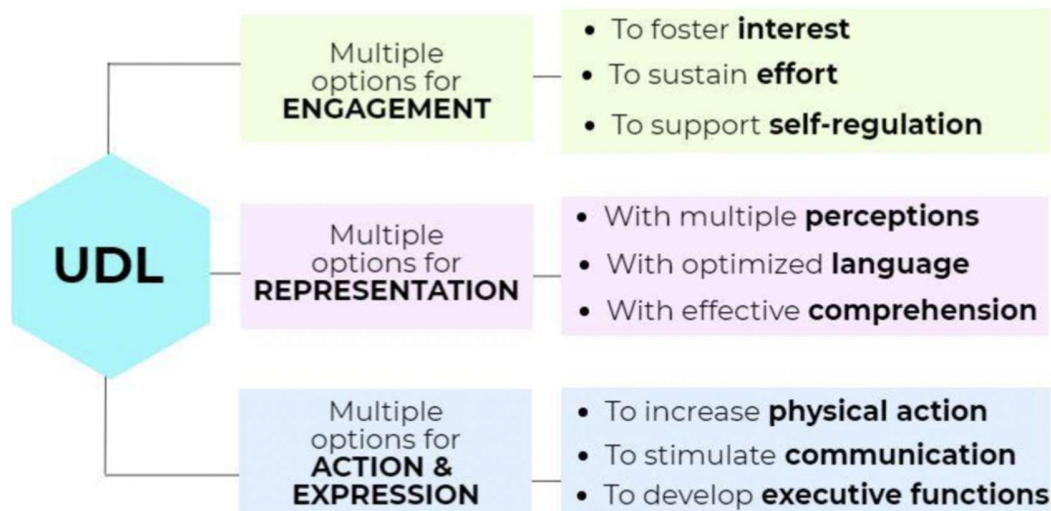 UDL
Multiple
options for
ENGAGEMENT
• To foster interest
• To sustain effort
• To support self-regulation
Multiple
options for
REPRESENTATION
• With multiple perceptions
• With optimized language
• With effective comprehension
Multiple
options for
ACTION &
EXPRESSION
• To increase physical action
• To stimulate communication
• To develop executive functions